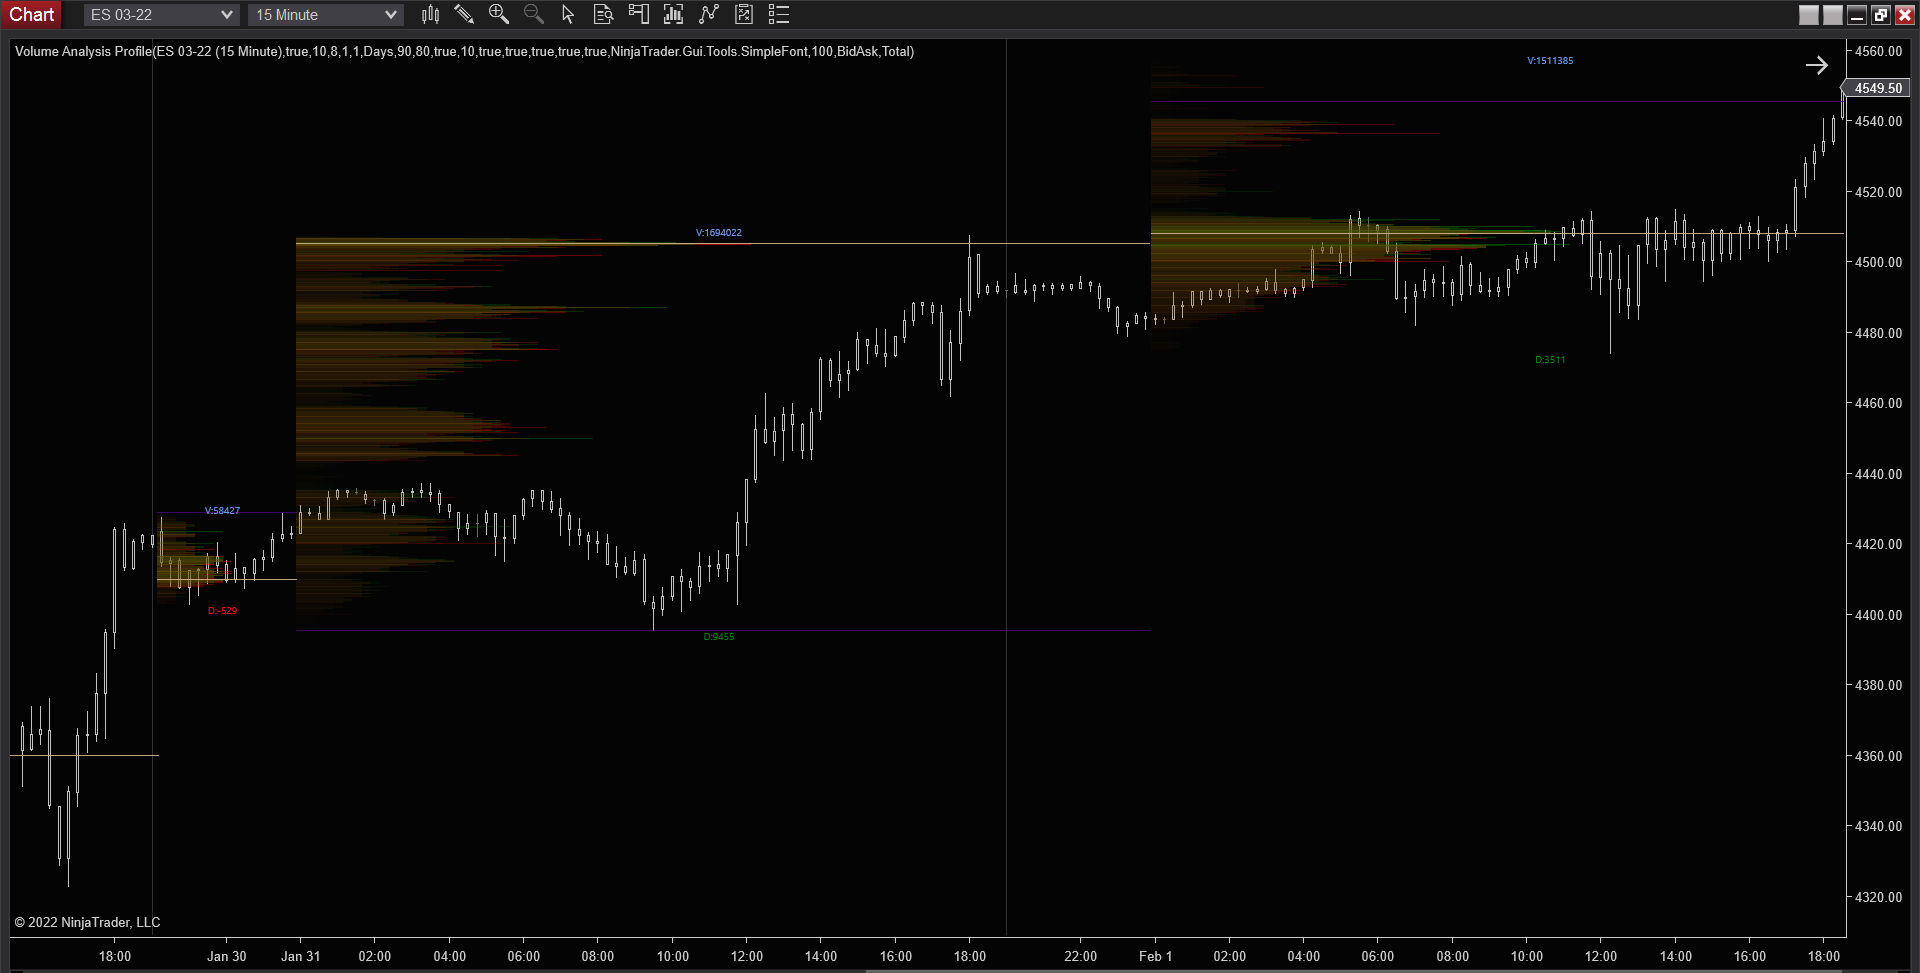 Chart ES 03-22 15 Minute
Volume Analysis Profile(ES 03-22 (15 Minute),true,10,8,1,1,Days,90,80,true,10,true,true,true,true,true,NinjaTrader.Gui.Tools.SimpleFont,100,BidAsk,Total)
4560.00
V:1511385
4549.50
4540.00
4520.00
V:1694022
4500.00
4480.00
D:3511
4460.00
4440.00
V:58427
4420.00
4400.00
D:-529
D:9455
4380.00
4360.00
4340.00
4320.00
© 2022 NinjaTrader, LLC
18:00 Jan 30 Jan 31 02:00 04:00 06:00 08:00 10:00 12:00 14:00 16:00 18:00 22:00 Feb 1 02:00 04:00 06:00 08:00 10:00 12:00 14:00 16:00 18:00